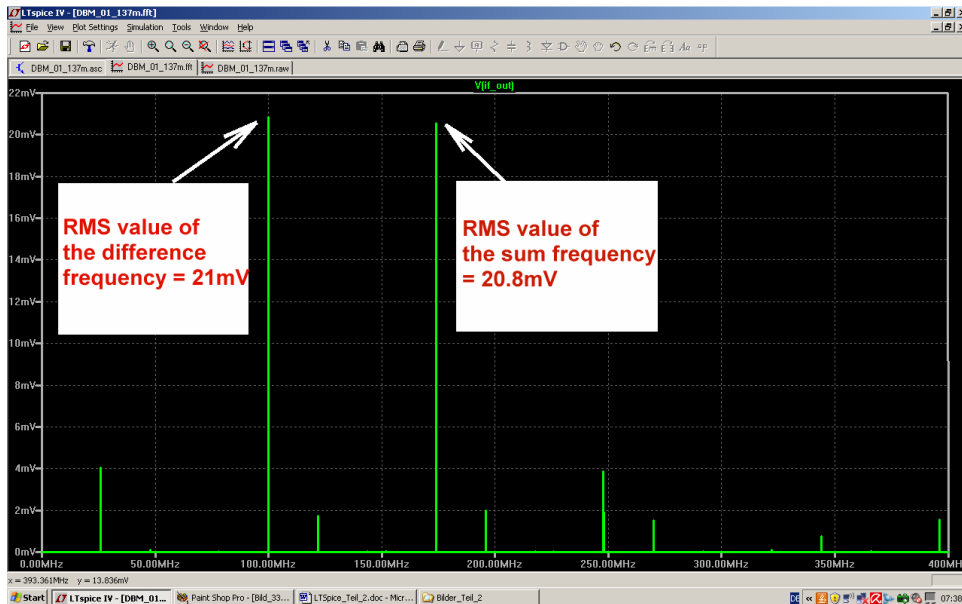 LTspice IV - [DBM_01_137m.fft]
File View Plot Settings Simulation Tools Window Help
DBM_01_137m.asc DBM_01_137m.fft DBM_01_137m.raw
V[if_out]
22mV
20mV
18mV
16mV
14mV
12mV
10mV
8mV
6mV
4mV
2mV
0mV
RMS value of
the difference
frequency = 21mV
RMS value of
the sum frequency
= 20.8mV
0.00MHz 50.00MHz 100.00MHz 150.00MHz 200.00MHz 250.00MHz 300.00MHz 350.00MHz 400MH
x = 393.361MHz y = 13.836mV
Start LTspice IV - [DBM_01... Paint Shop Pro - [Bild_33... LTSpice_Teil_2.doc - Micr... Bilder_Teil_2 DE « 07:38